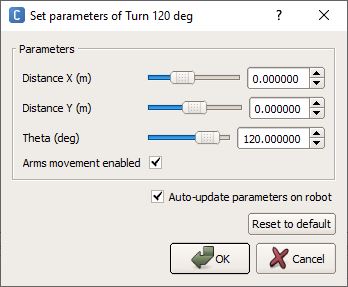 C Set parameters of Turn 120 deg
Parameters
Distance X (m) 0.000000
Distance Y (m) 0.000000
Theta (deg) 120.000000
Arms movement enabled
Auto-update parameters on robot
Reset to default
OK Cancel